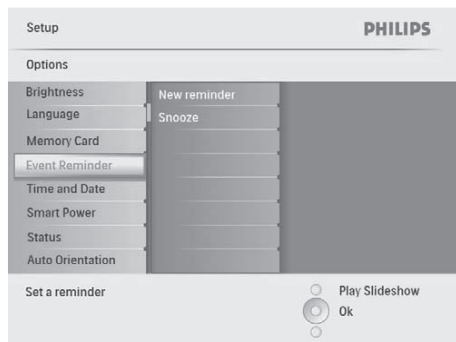 Setup
PHILIPS
Options
Brightness
New reminder
Language
Snooze
Memory Card
Event Reminder
Time and Date
Smart Power
Status
Auto Orientation
Set a reminder
Play Slideshow
Ok